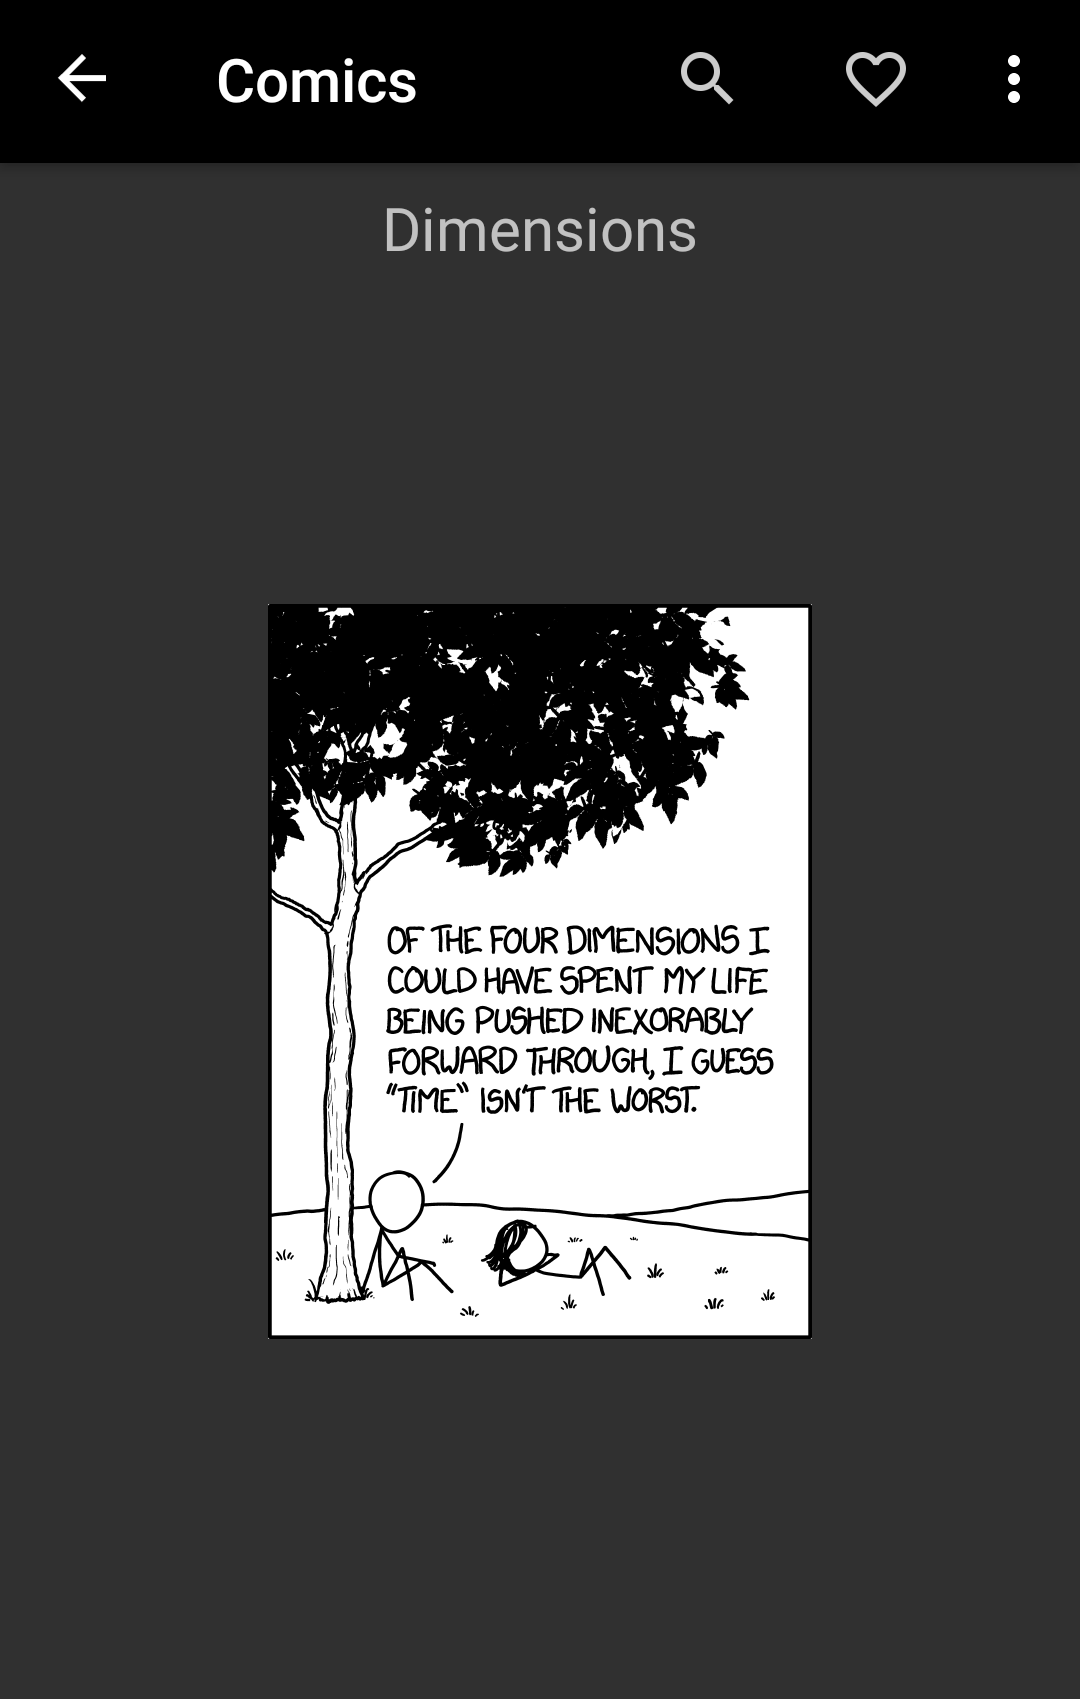 Comics
Dimensions
OF THE FOUR DIMENSIONS I
COULD HAVE SPENT MY LIFE
BEING PUSHED INEXORABLY
FORWARD THROUGH, I GUESS
"TIME" ISN'T THE WORST.